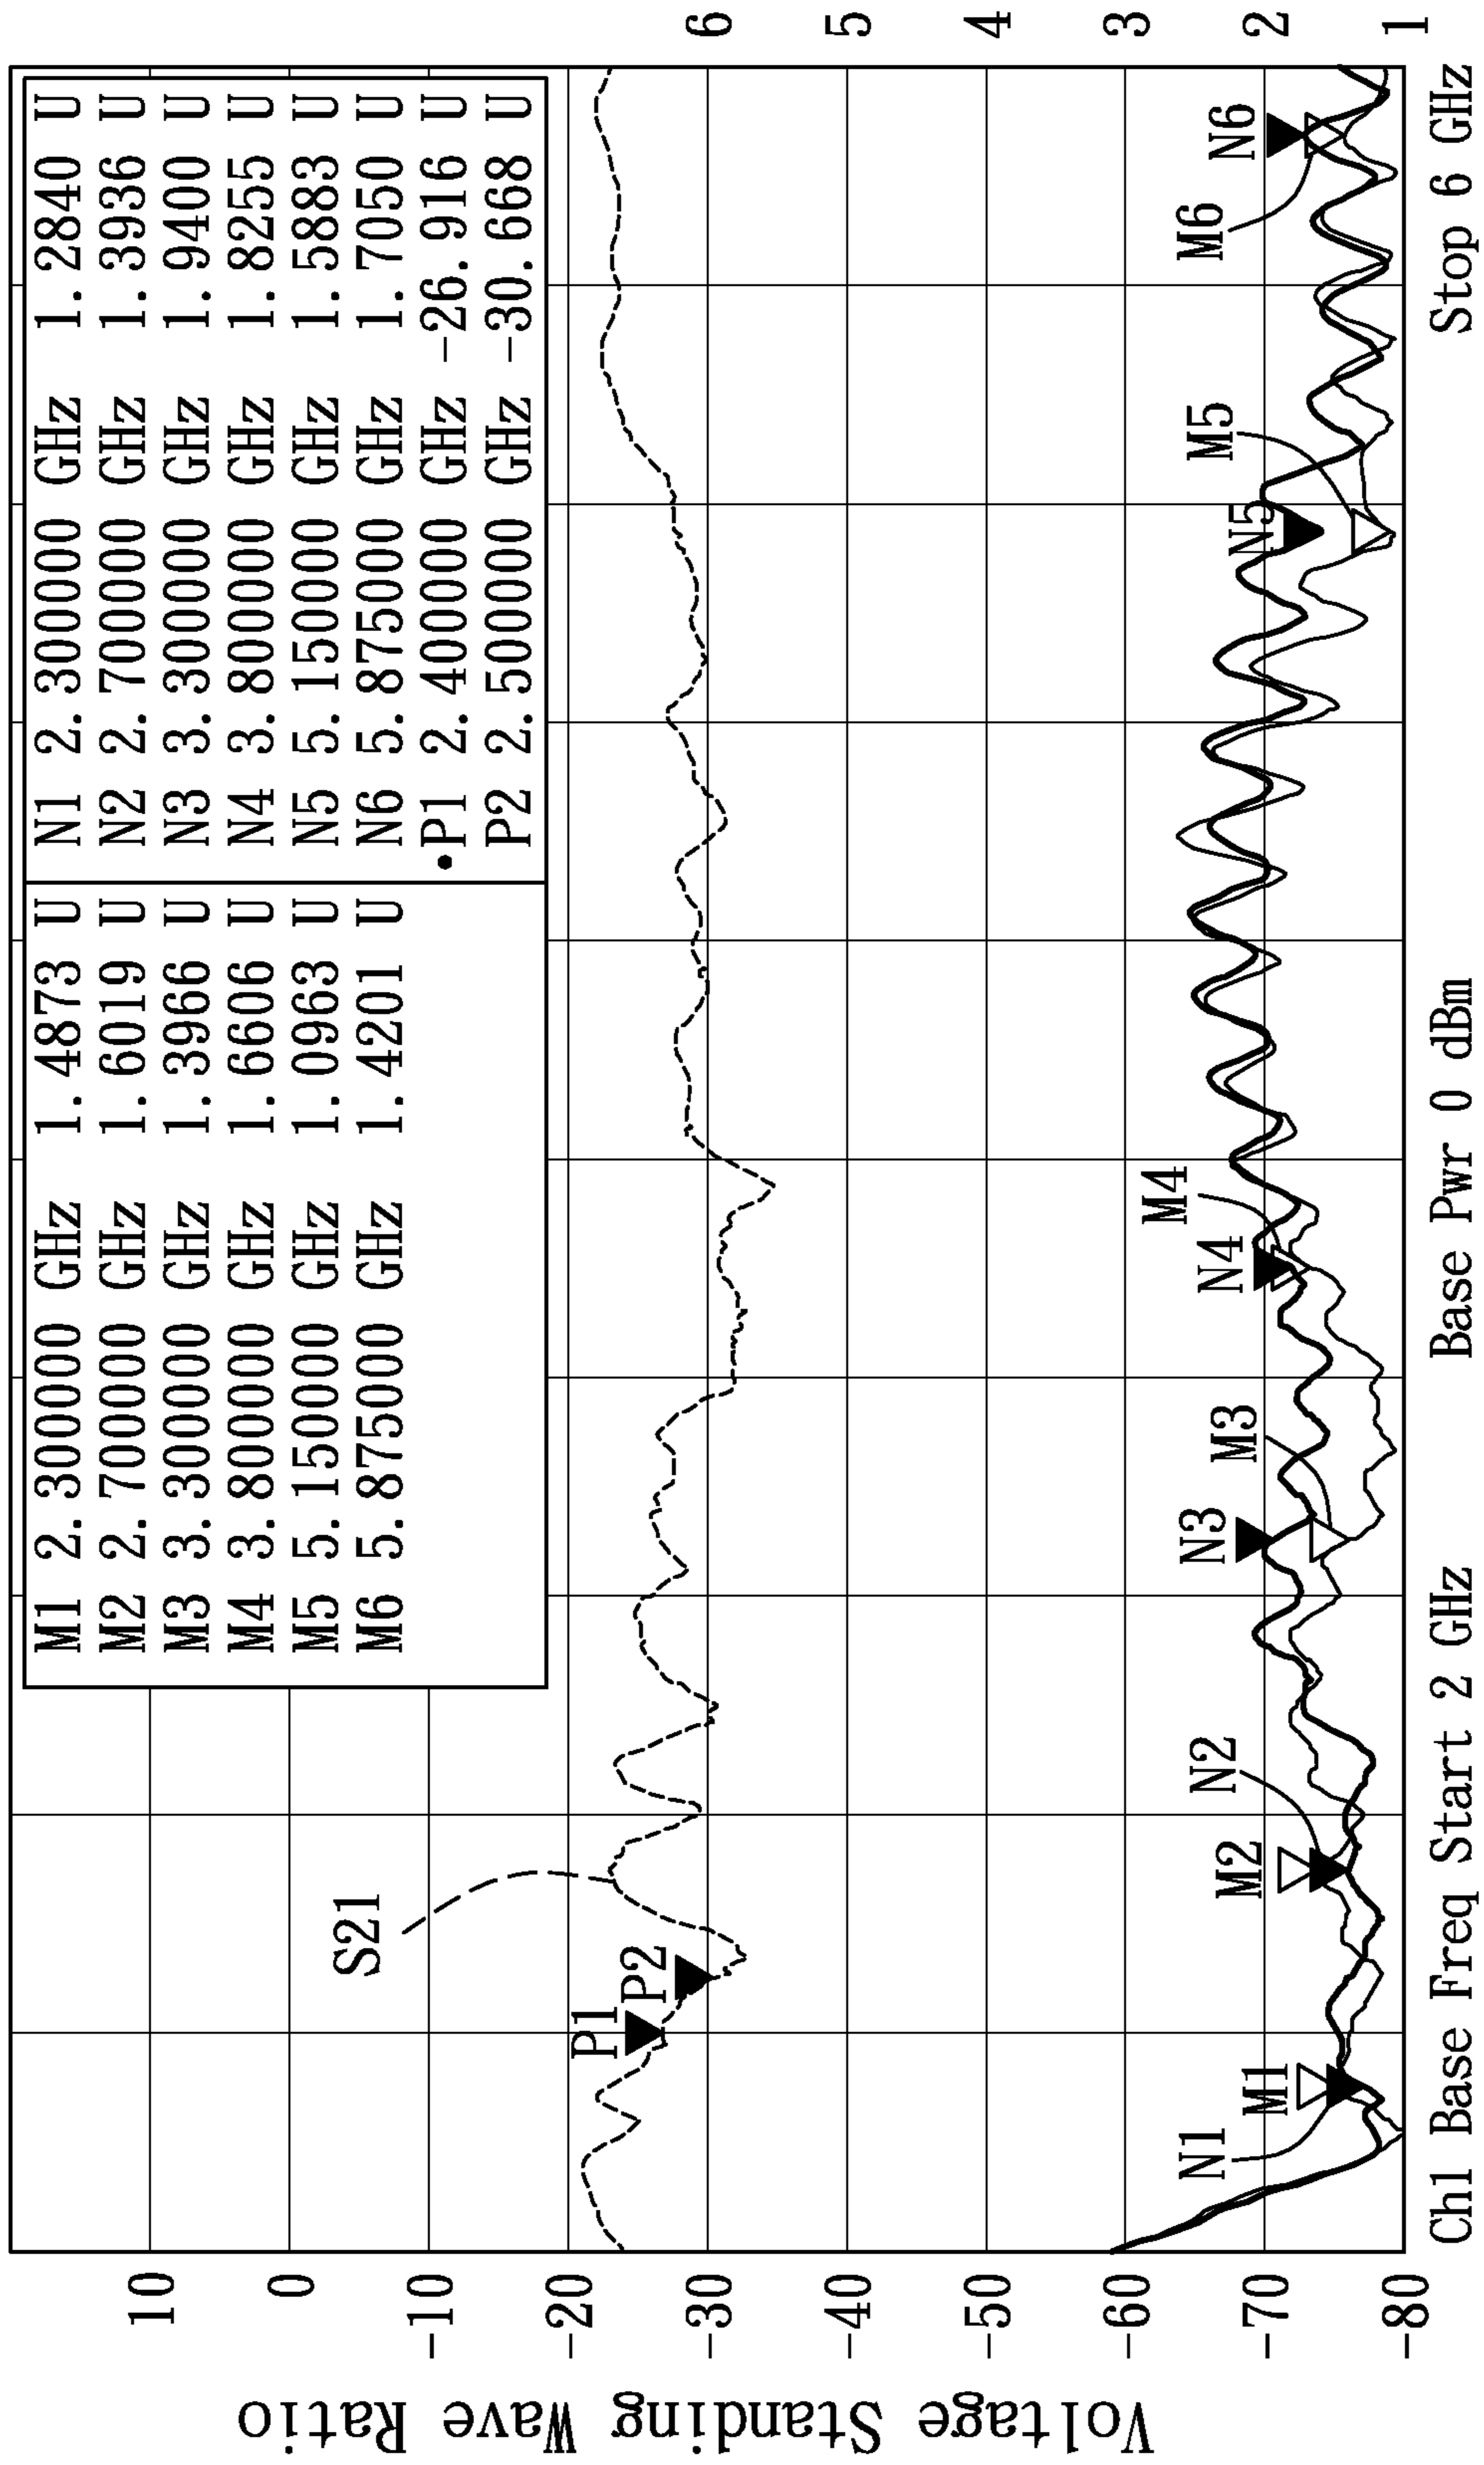 M1 2.300000 GHz 1.4873 U
M2 2.700000 GHz 1.6019 U
M3 3.300000 GHz 1.3966 U
M4 3.800000 GHz 1.6606 U
M5 5.150000 GHz 1.0963 U
M6 5.875000 GHz 1.4201 U
N1 2.300000 GHz 1.2840 U
N2 2.700000 GHz 1.3936 U
N3 3.300000 GHz 1.9400 U
N4 3.800000 GHz 1.8255 U
N5 5.150000 GHz 1.5883 U
N6 5.875000 GHz 1.7050 U
•P1 2.400000 GHz -26.916 U
P2 2.500000 GHz -30.668 U
Voltage Standing Wave Ratio
10
0
-10
-20
-30
-40
-50
-60
-70
-80
S21
P1
P2
N1
M1
M2
N2
N3
M3
N4
M4
N5
M5
M6
N6
6
5
4
3
2
1
Ch1 Base Freq Start 2 GHz Base Pwr 0 dBm Stop 6 GHz